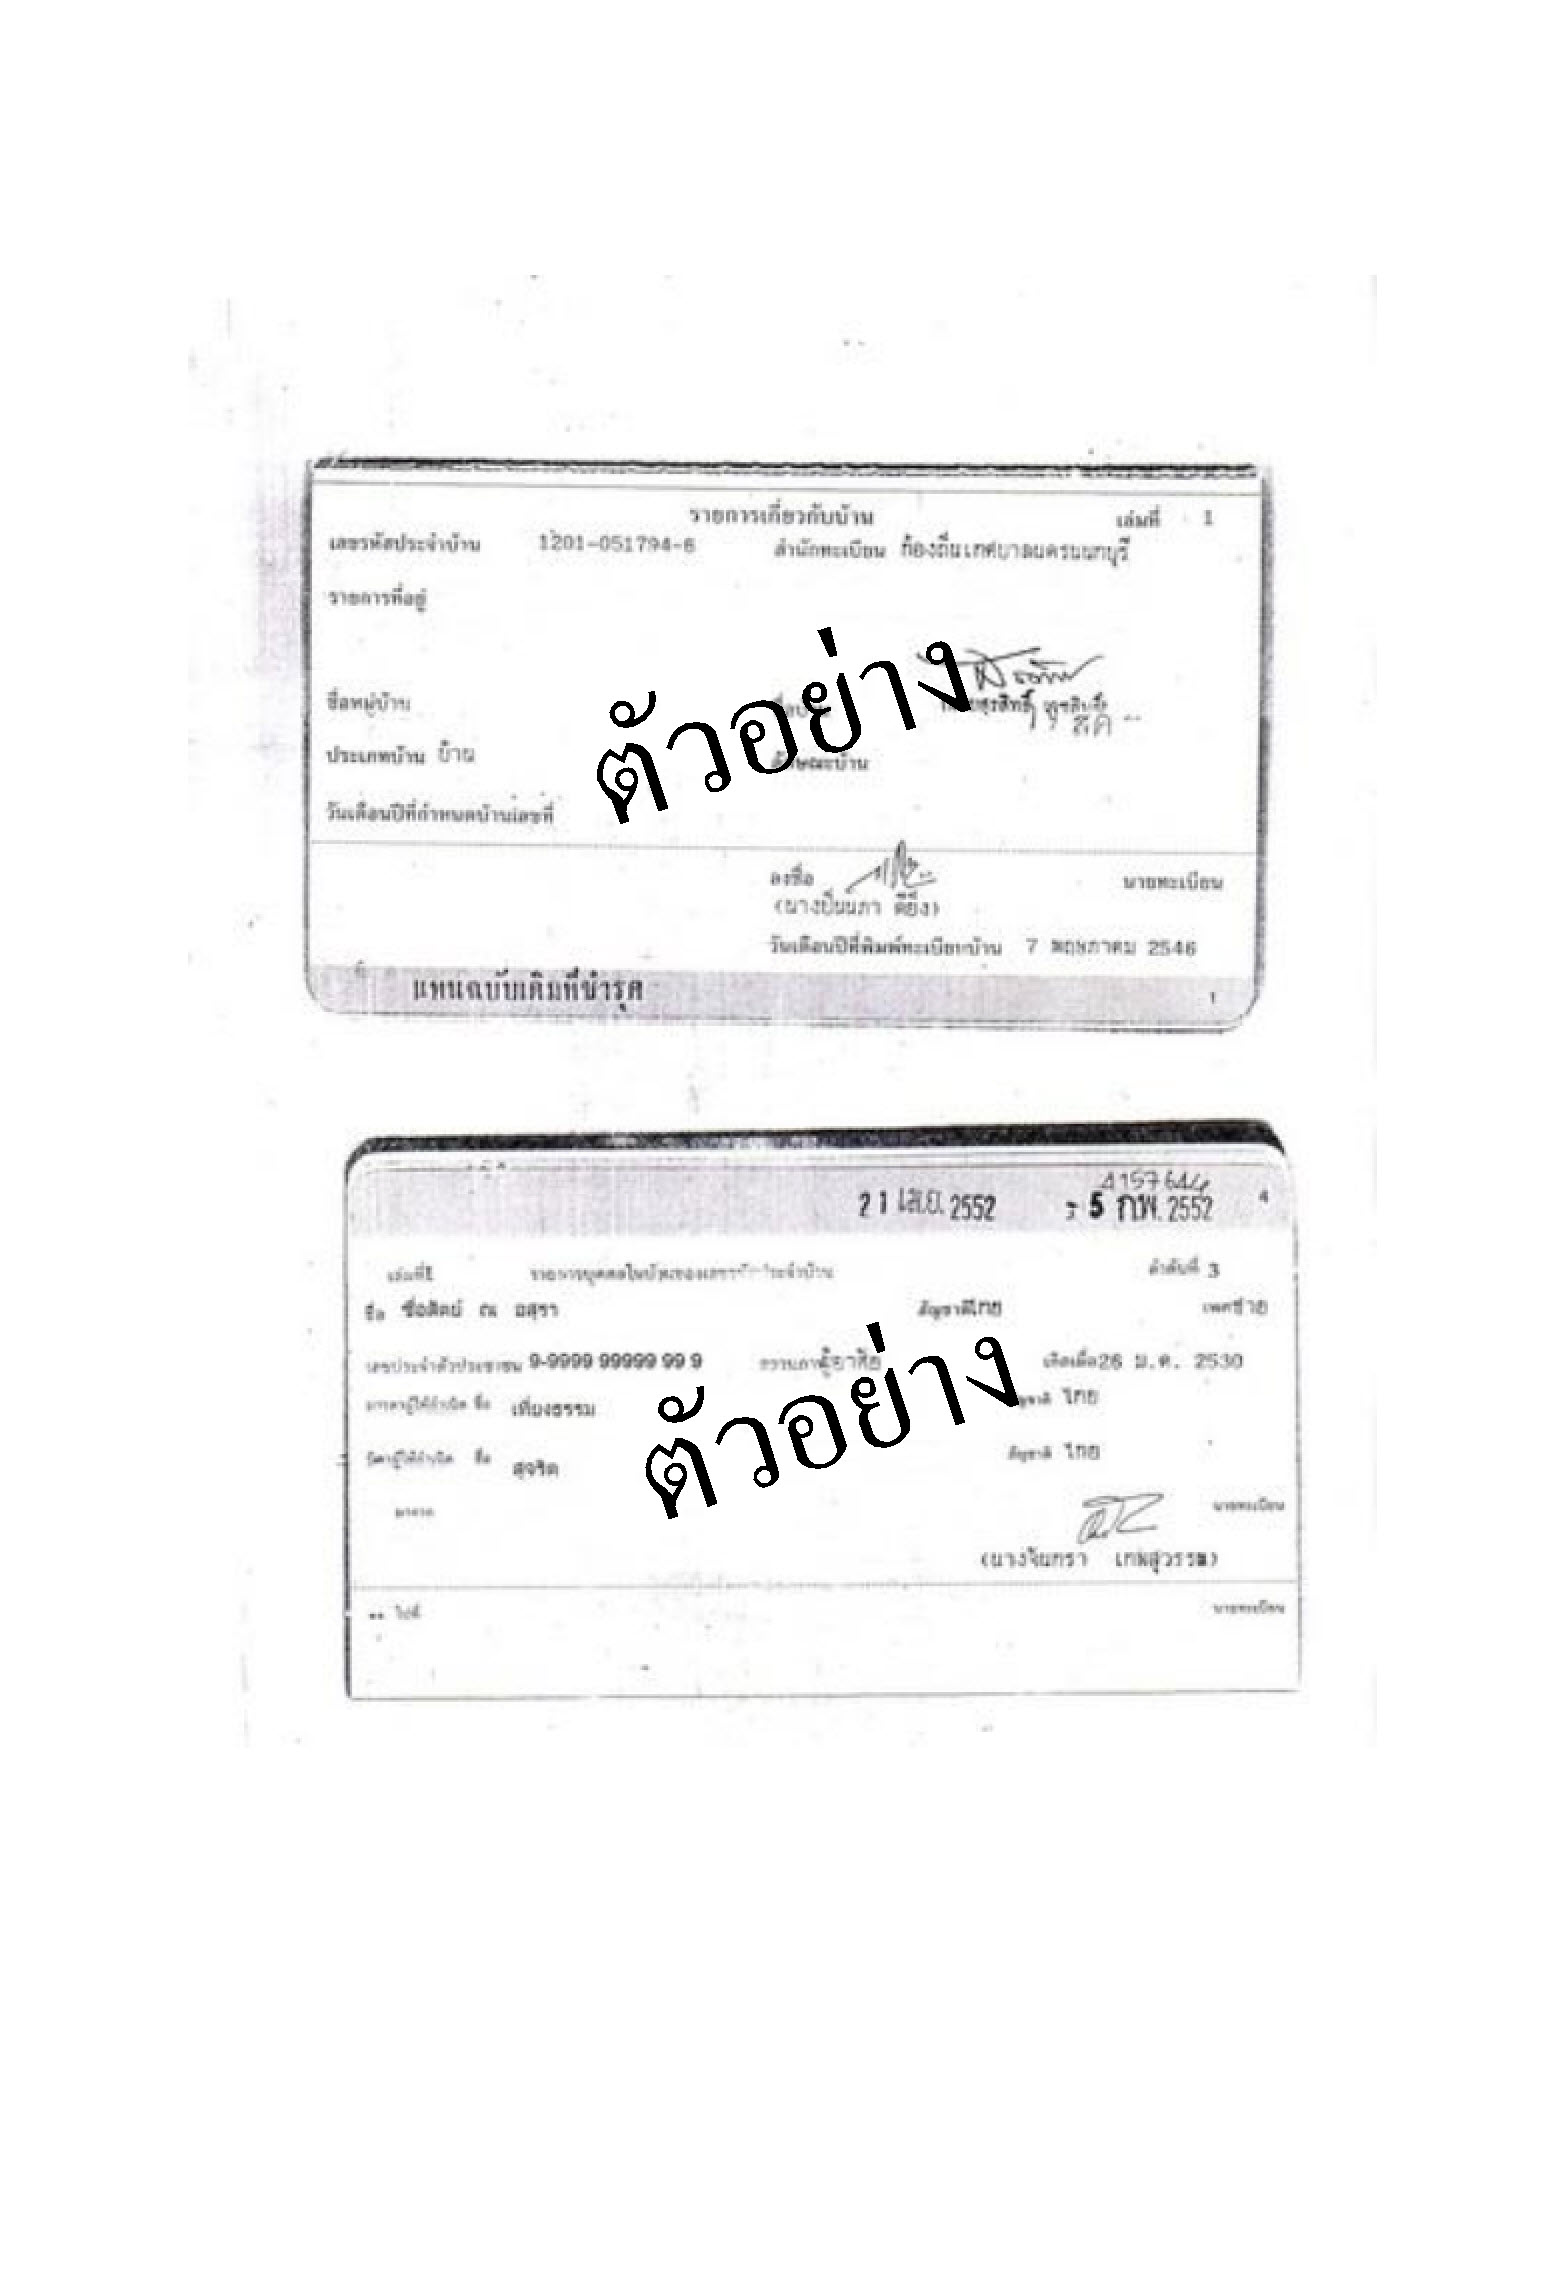 รายการเกี่ยวกับบ้าน เล่มที่ 1
เลขรหัสประจำบ้าน 1201-051794-6 สำนักทะเบียน ท้องถิ่นเทศบาลนครนนทบุรี
รายการที่อยู่
ตัวอย่าง
ชื่อหมู่บ้าน ชื่อบ้าน
ประเภทบ้าน บ้าน ลักษณะบ้าน
วันเดือนปีที่กำหนดบ้านเลขที่
ลงชื่อ นายทะเบียน
วันเดือนปีที่พิมพ์ทะเบียนบ้าน 7 พฤษภาคม 2546
แทนฉบับเดิมที่ชำรุด 1
4157644
21 เม.ย. 2552 5 กพ. 2552 4
เล่มที่1 ลำดับที่ 3
ชื่อ ซื่อสัตย์ ณ อสุรา สัญชาติไทย เพศชาย
เลขประจำตัวประชาชน 9-9999 99999 99 9 สถานภาพผู้อาศัย เกิดเมื่อ26 ม.ค. 2530
มารดาผู้ให้กำเนิด ชื่อ เที่ยงธรรม สัญชาติ ไทย
ตัวอย่าง
บิดาผู้ให้กำเนิด ชื่อ สุจริต สัญชาติ ไทย
มาจาก นายทะเบียน
(นางจันทรา เทพสุวรรณ)
** ไปที่ นายทะเบียน